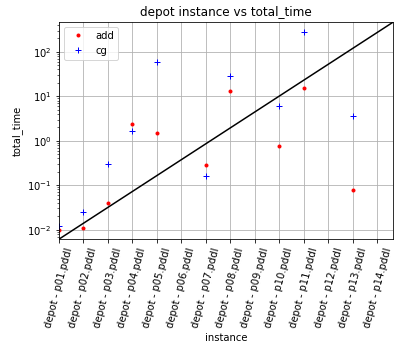 depot instance vs total_time
add
cg
total_time
10²
10¹
10⁰
10⁻¹
10⁻²
depot - p01.pddl
depot - p02.pddl
depot - p03.pddl
depot - p04.pddl
depot - p05.pddl
depot - p06.pddl
depot - p07.pddl
depot - p08.pddl
depot - p09.pddl
depot - p10.pddl
depot - p11.pddl
depot - p12.pddl
depot - p13.pddl
depot - p14.pddl
instance